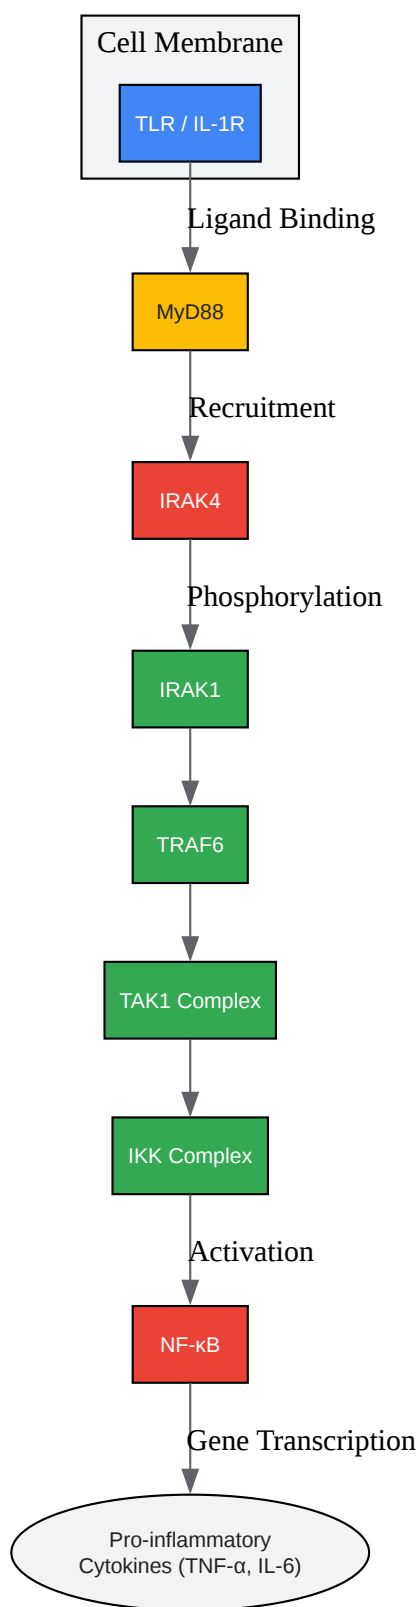 Cell Membrane
TLR / IL-1R
Ligand Binding
MyD88
Recruitment
IRAK4
Phosphorylation
IRAK1
TRAF6
TAK1 Complex
IKK Complex
Activation
NF-κB
Gene Transcription
Pro-inflammatory
Cytokines (TNF-α, IL-6)